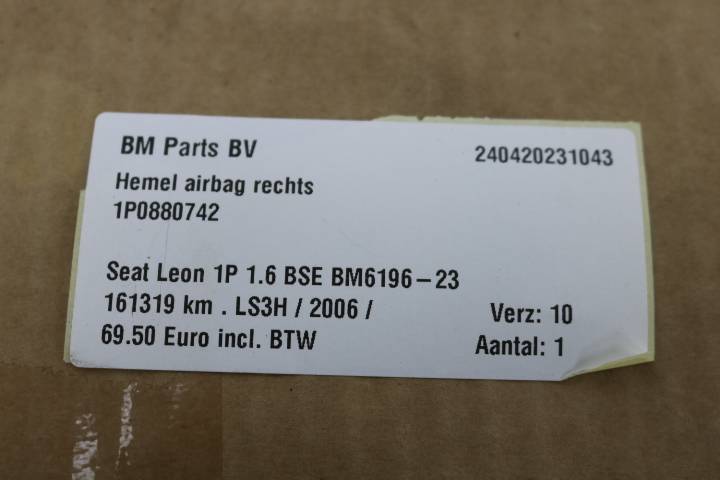 BM Parts BV 240420231043
Hemel airbag rechts
1P0880742
Seat Leon 1P 1.6 BSE BM6196-23
161319 km . LS3H / 2006 / Verz: 10
69.50 Euro incl. BTW Aantal: 1